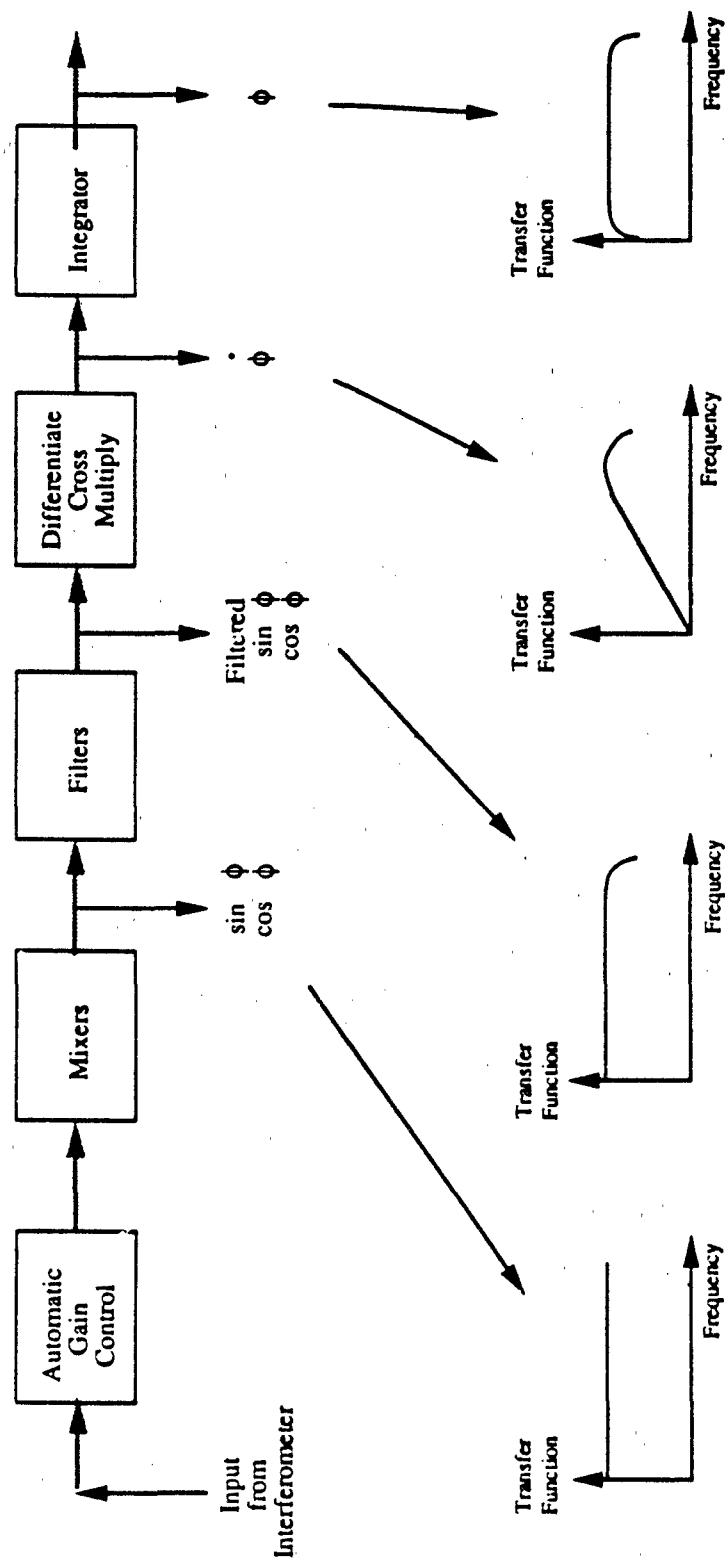 Input
from
Interferometer
Automatic
Gain
Control
Mixers
sin ϕ
cos ϕ
Filters
Filtered
sin ϕ
cos ϕ
Differentiate
Cross
Multiply
ϕ̇
Integrator
ϕ
Transfer
Function
Frequency
Transfer
Function
Frequency
Transfer
Function
Frequency
Transfer
Function
Frequency